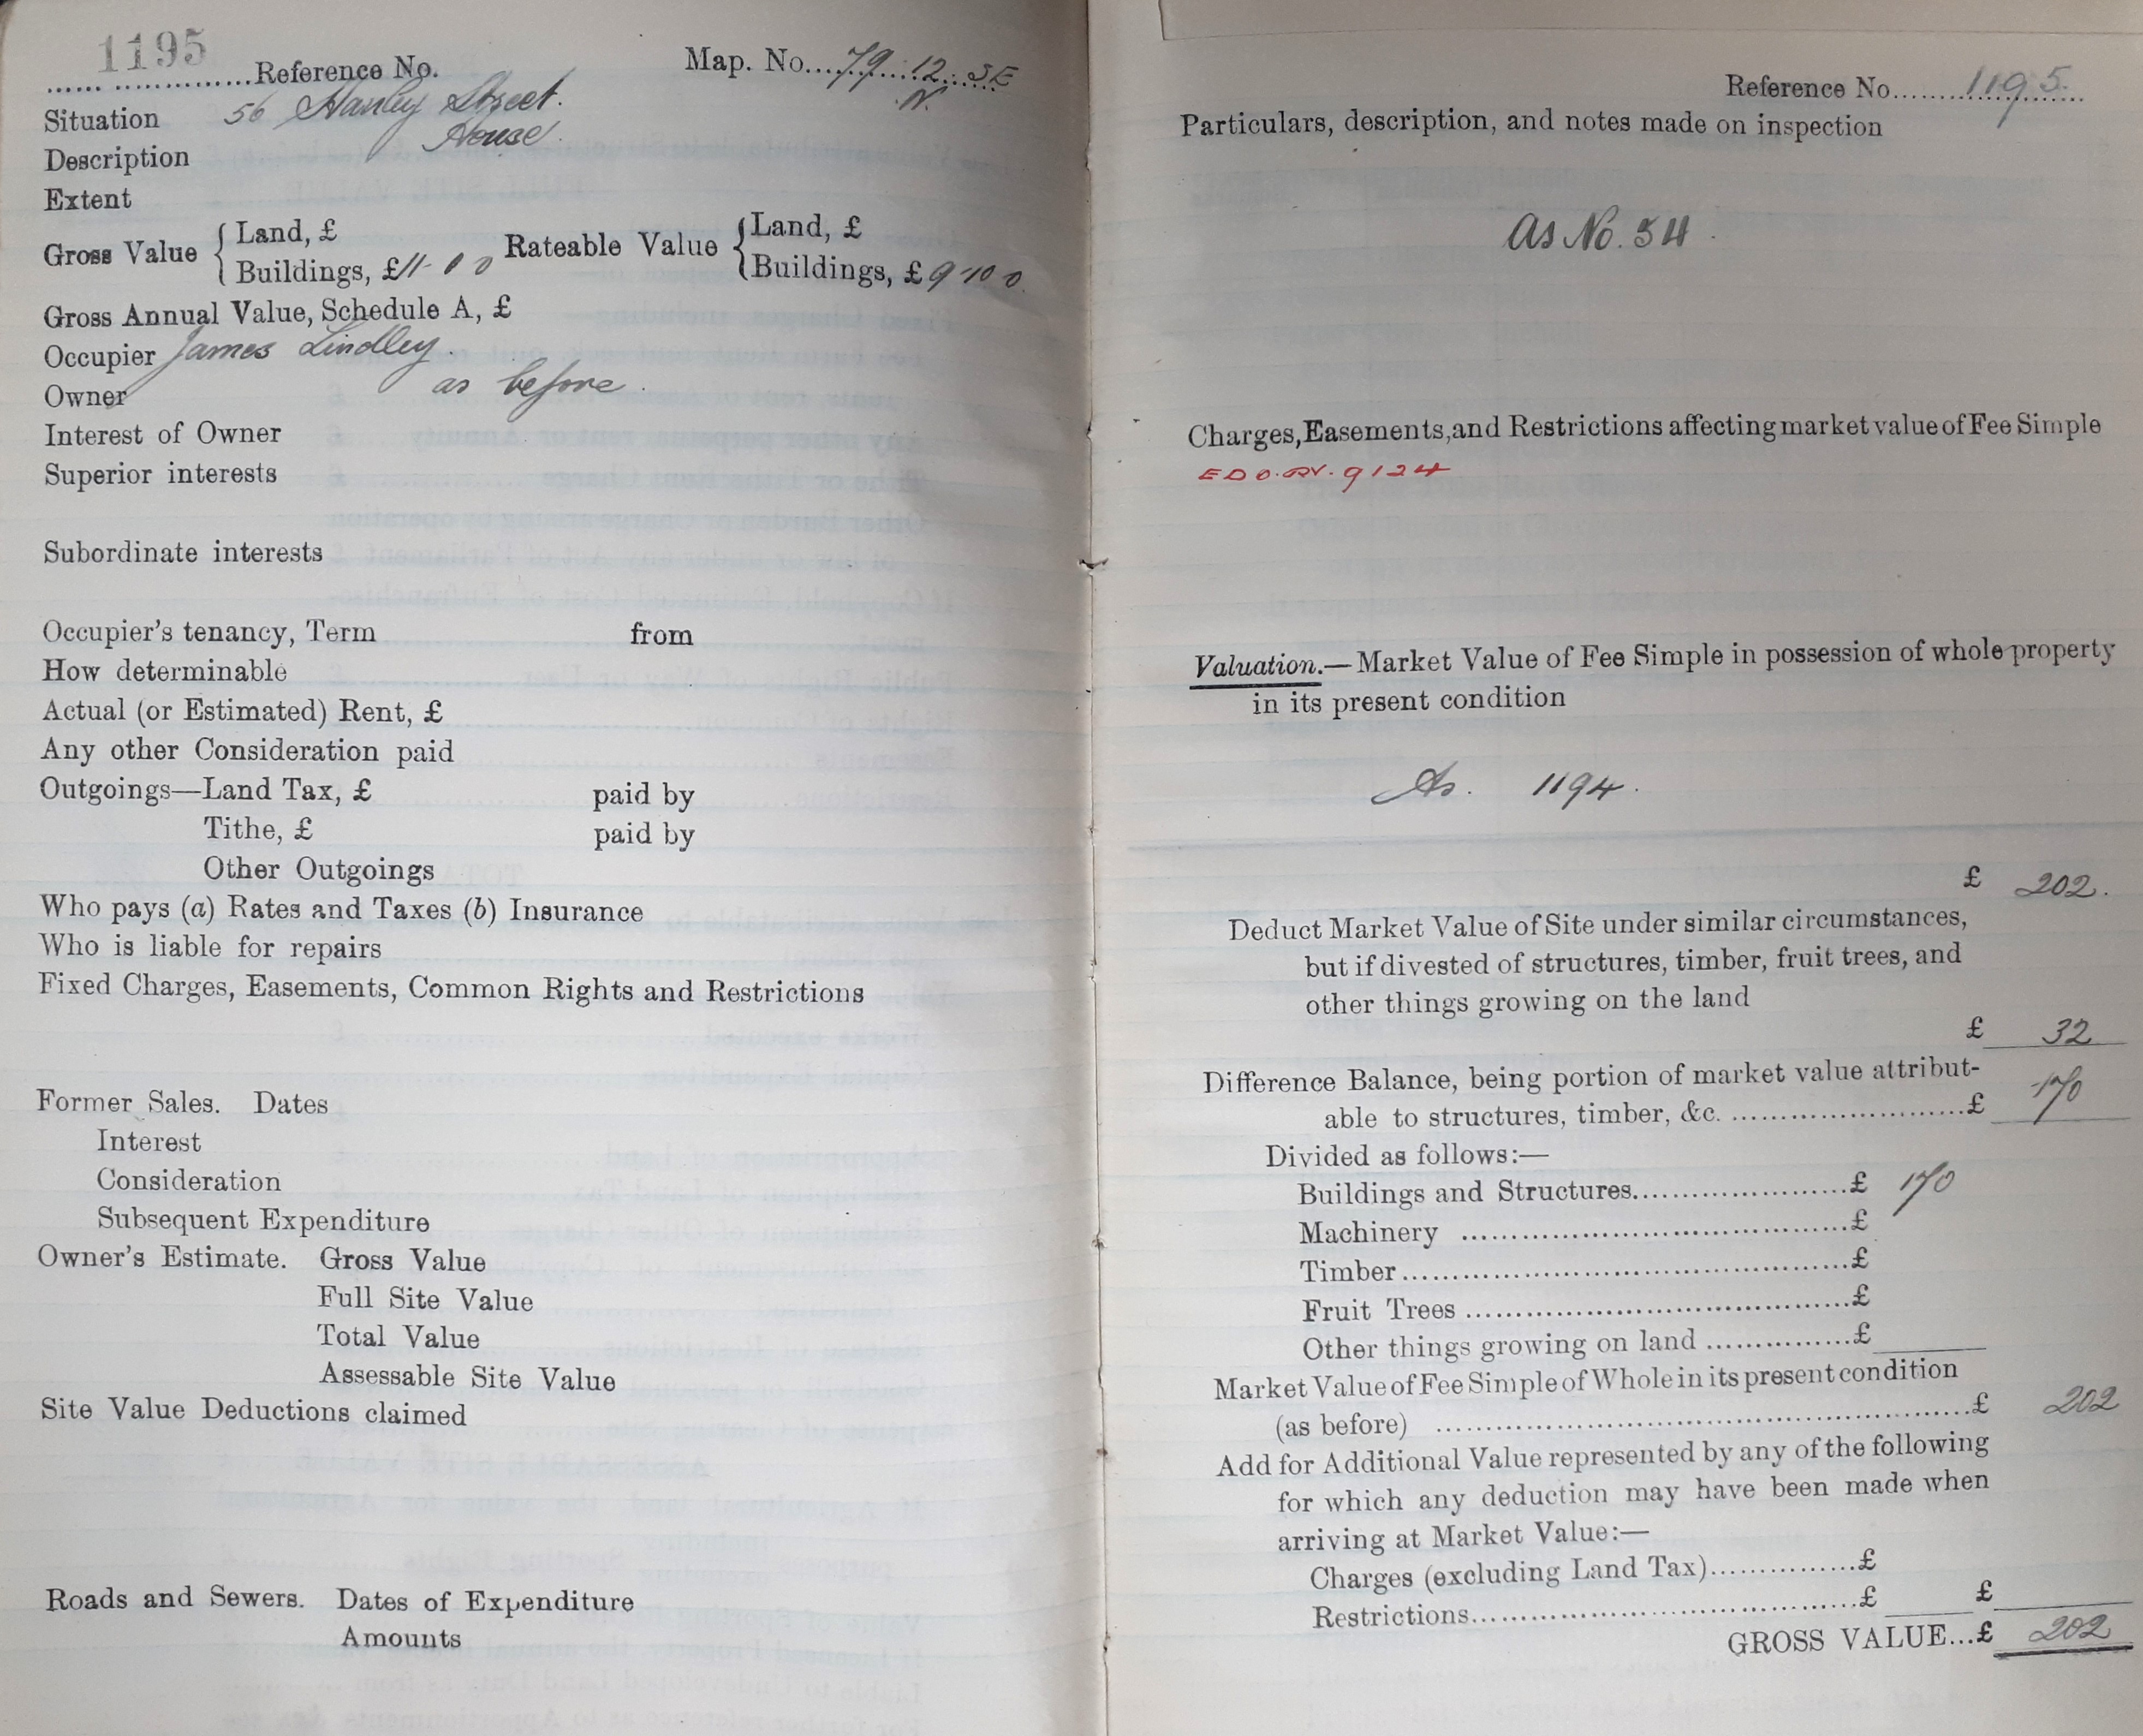 1195
Reference No. Map. No. 79. 12. SE
N.
Situation 56 Stanley Street.
Description House.
Extent
Gross Value { Land, £ Rateable Value { Land, £
Buildings, £ 11-0 0 Buildings, £ 9-10 0
Gross Annual Value, Schedule A, £
Occupier James Lindley.
Owner as before.
Interest of Owner
Superior interests
Subordinate interests
Occupier's tenancy, Term from
How determinable
Actual (or Estimated) Rent, £
Any other Consideration paid
Outgoings—Land Tax, £ paid by
Tithe, £ paid by
Other Outgoings
Who pays (a) Rates and Taxes (b) Insurance
Who is liable for repairs
Fixed Charges, Easements, Common Rights and Restrictions
Former Sales. Dates
Interest
Consideration
Subsequent Expenditure
Owner's Estimate. Gross Value
Full Site Value
Total Value
Assessable Site Value
Site Value Deductions claimed
Roads and Sewers. Dates of Expenditure
Amounts
Reference No. 1195.
Particulars, description, and notes made on inspection
As No. 54.
Charges, Easements, and Restrictions affecting market value of Fee Simple
9124
Valuation.—Market Value of Fee Simple in possession of whole property
in its present condition
As. 1194.
£ 202.
Deduct Market Value of Site under similar circumstances,
but if divested of structures, timber, fruit trees, and
other things growing on the land
£ 32
Difference Balance, being portion of market value attribut-
able to structures, timber, &c. £ 170
Divided as follows:—
Buildings and Structures £ 170
Machinery £
Timber £
Fruit Trees £
Other things growing on land £
Market Value of Fee Simple of Whole in its present condition
(as before) £ 202
Add for Additional Value represented by any of the following
for which any deduction may have been made when
arriving at Market Value:—
Charges (excluding Land Tax) £
Restrictions £ £
GROSS VALUE...£ 202